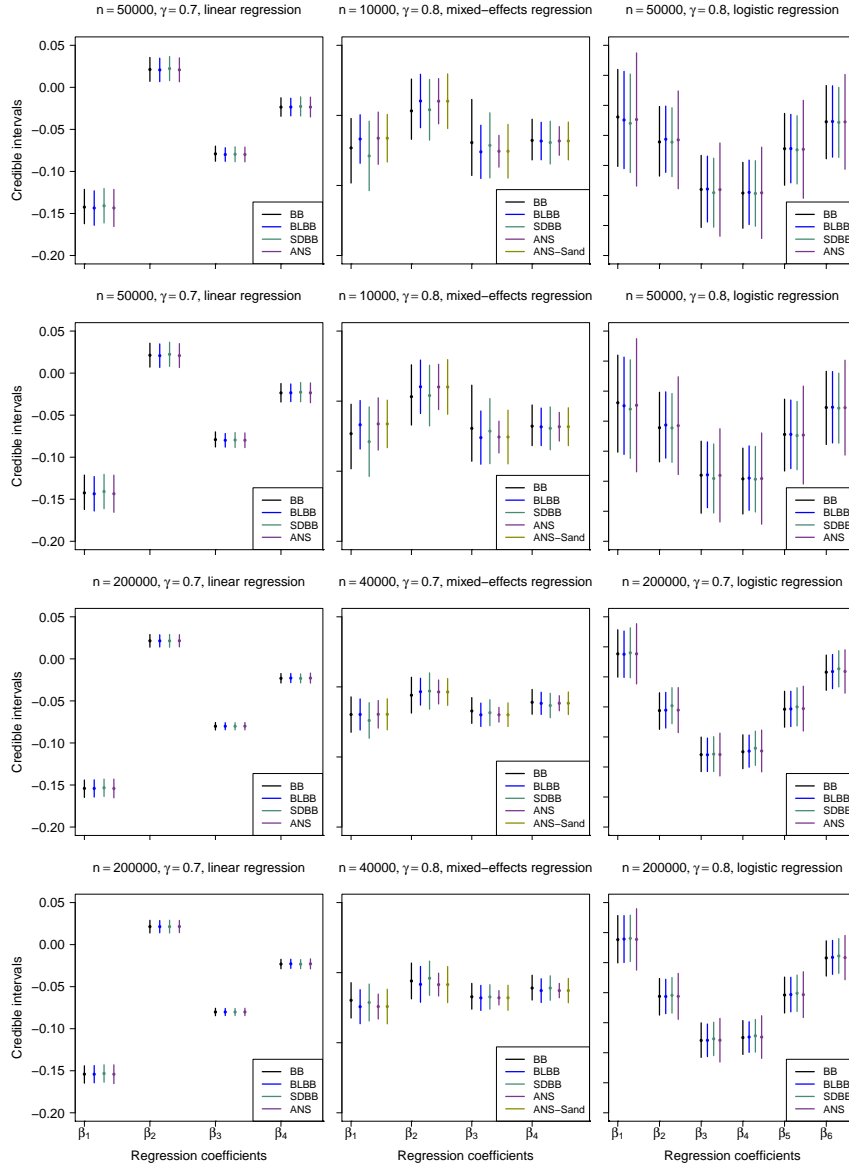 n = 50000, γ = 0.7, linear regression
n = 10000, γ = 0.8, mixed−effects regression
n = 50000, γ = 0.8, logistic regression
Credible intervals
0.05
0.00
−0.05
−0.10
−0.15
−0.20
BB
BLBB
SDBB
ANS
BB
BLBB
SDBB
ANS
ANS−Sand
BB
BLBB
SDBB
ANS
n = 50000, γ = 0.7, linear regression
n = 10000, γ = 0.8, mixed−effects regression
n = 50000, γ = 0.8, logistic regression
Credible intervals
0.05
0.00
−0.05
−0.10
−0.15
−0.20
BB
BLBB
SDBB
ANS
BB
BLBB
SDBB
ANS
ANS−Sand
BB
BLBB
SDBB
ANS
n = 200000, γ = 0.7, linear regression
n = 40000, γ = 0.7, mixed−effects regression
n = 200000, γ = 0.7, logistic regression
Credible intervals
0.05
0.00
−0.05
−0.10
−0.15
−0.20
BB
BLBB
SDBB
ANS
BB
BLBB
SDBB
ANS
ANS−Sand
BB
BLBB
SDBB
ANS
n = 200000, γ = 0.7, linear regression
n = 40000, γ = 0.8, mixed−effects regression
n = 200000, γ = 0.8, logistic regression
Credible intervals
0.05
0.00
−0.05
−0.10
−0.15
−0.20
BB
BLBB
SDBB
ANS
BB
BLBB
SDBB
ANS
ANS−Sand
BB
BLBB
SDBB
ANS
β1 β2 β3 β4
β1 β2 β3 β4
β1 β2 β3 β4 β5 β6
Regression coefficients
Regression coefficients
Regression coefficients